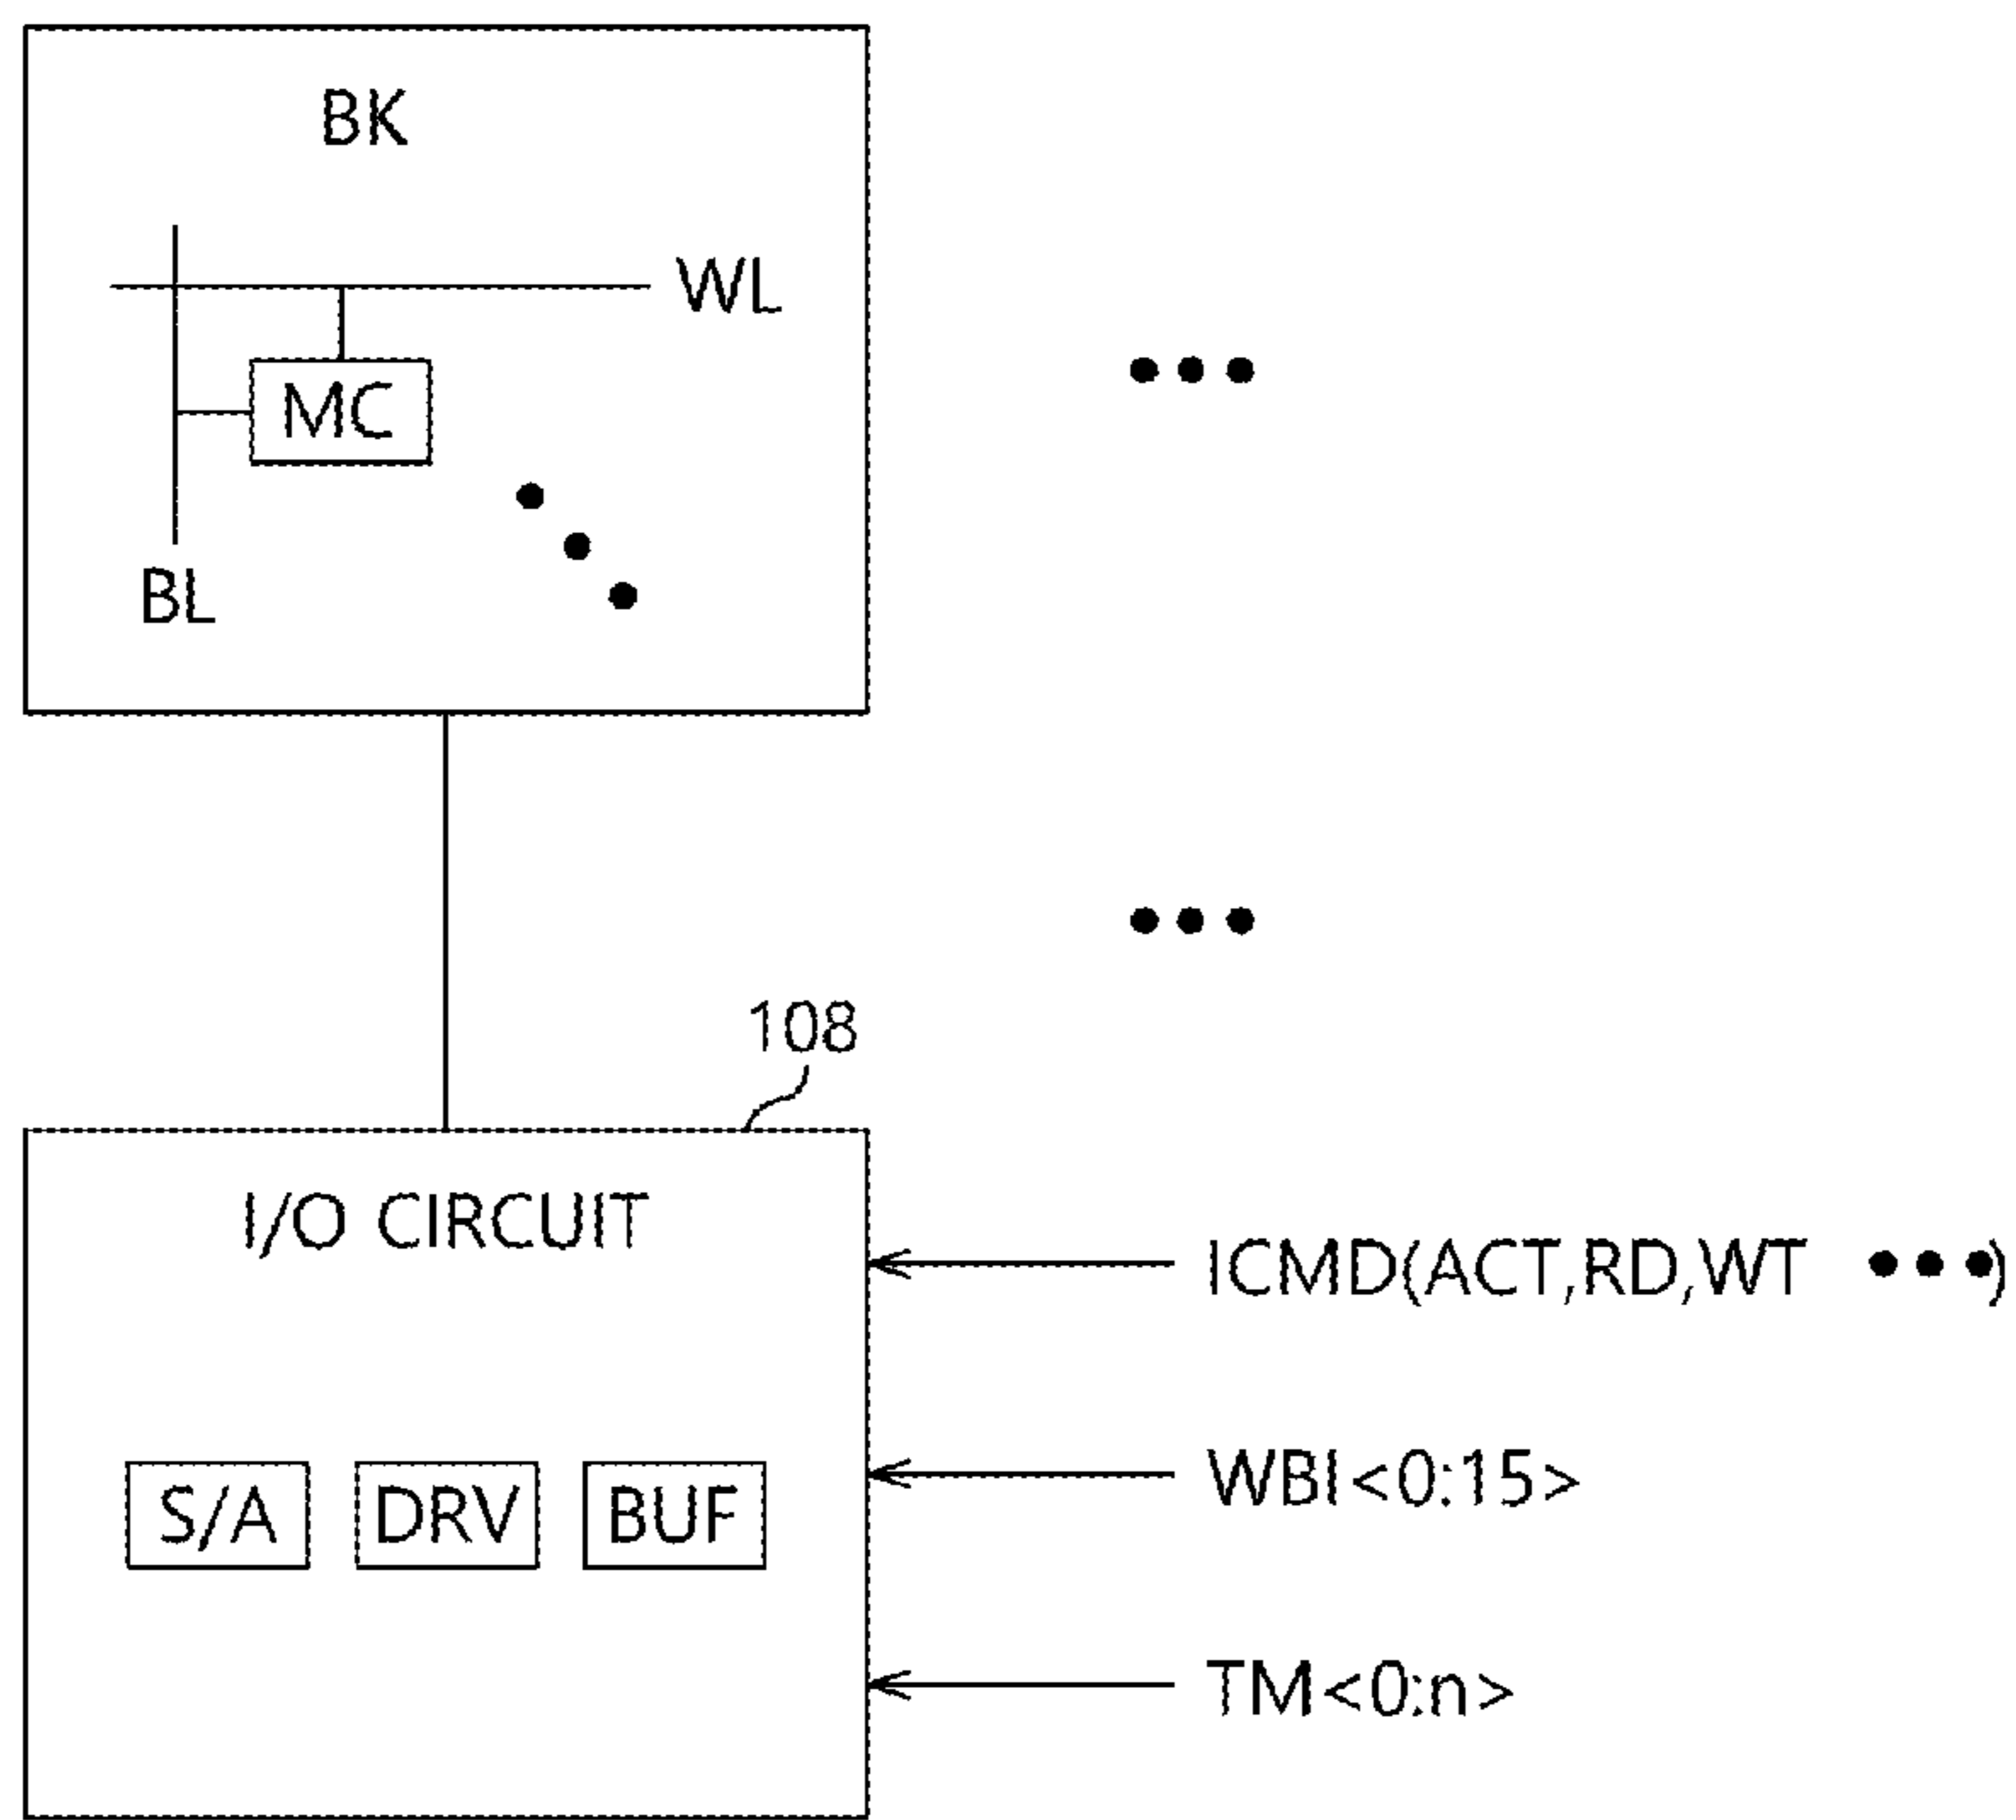 BK
WL
MC
BL
108
I/O CIRCUIT
ICMD(ACT,RD,WT •••)
S/A DRV BUF
WBI<0:15>
TM<0:n>